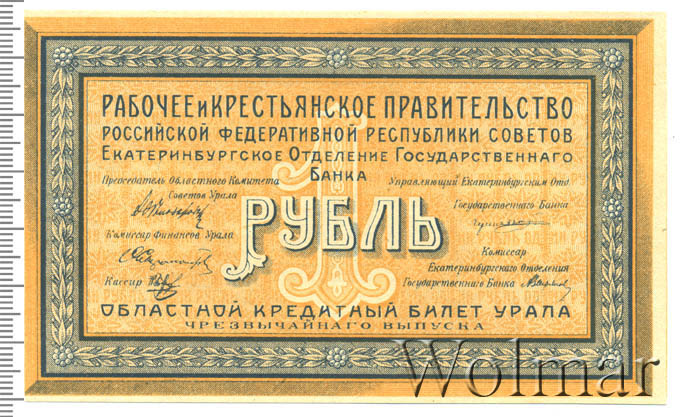 РАБОЧЕЕ И КРЕСТЬЯНСКОЕ ПРАВИТЕЛЬСТВО
РОССИЙСКОЙ ФЕДЕРАТИВНОЙ РЕСПУБЛИКИ СОВЕТОВ
ЕКАТЕРИНБУРГСКОЕ ОТДЕЛЕНИЕ ГОСУДАРСТВЕННАГО
БАНКА
Председатель Областного Комитета
Советов Урала
Управляющий Екатеринбургским Отд.
Государственнаго Банка
1
РУБЛЬ
Комиссар Финансов Урала
Комиссар
Екатеринбургского Отделения
Государственнаго Банка
Кассир
ОБЛАСТНОЙ КРЕДИТНЫЙ БИЛЕТ УРАЛА
ЧРЕЗВЫЧАЙНАГО ВЫПУСКА
Wolmar